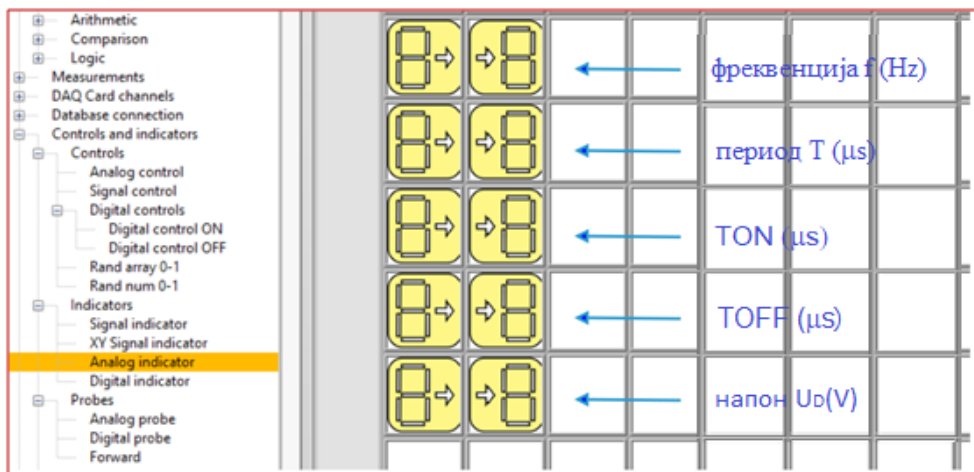 Arithmetic
Comparison
Logic
Measurements
DAQ Card channels
Database connection
Controls and indicators
Controls
Analog control
Signal control
Digital controls
Digital control ON
Digital control OFF
Rand array 0-1
Rand num 0-1
Indicators
Signal indicator
XY Signal indicator
Analog indicator
Digital indicator
Probes
Analog probe
Digital probe
Forward
фреквенција f (Hz)
период T (μs)
TON (μs)
TOFF (μs)
напон UD(V)